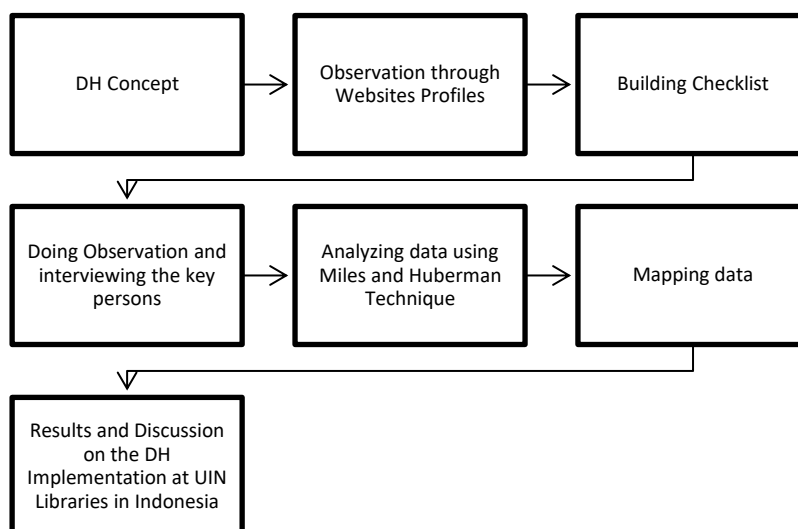 DH Concept
Observation through
Websites Profiles
Building Checklist
Doing Observation and
interviewing the key
persons
Analyzing data using
Miles and Huberman
Technique
Mapping data
Results and Discussion
on the DH
Implementation at UIN
Libraries in Indonesia